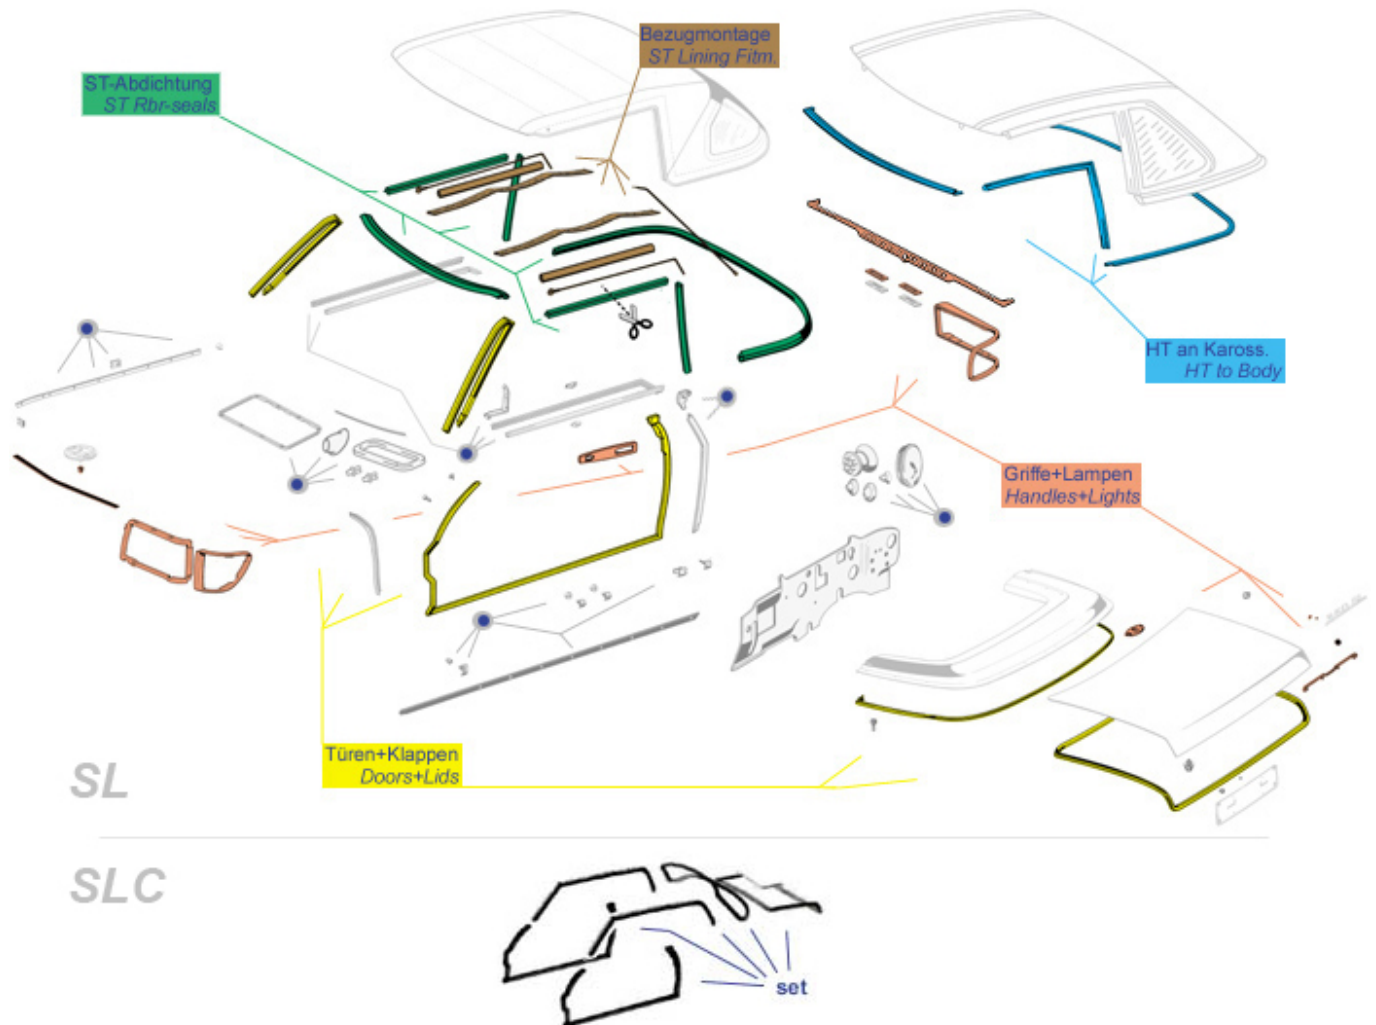 Bezugmontage
ST Lining Fitm.
ST-Abdichtung
ST Rbr-seals
HT an Kaross.
HT to Body
Griffe+Lampen
Handles+Lights
Türen+Klappen
Doors+Lids
SL
SLC
set